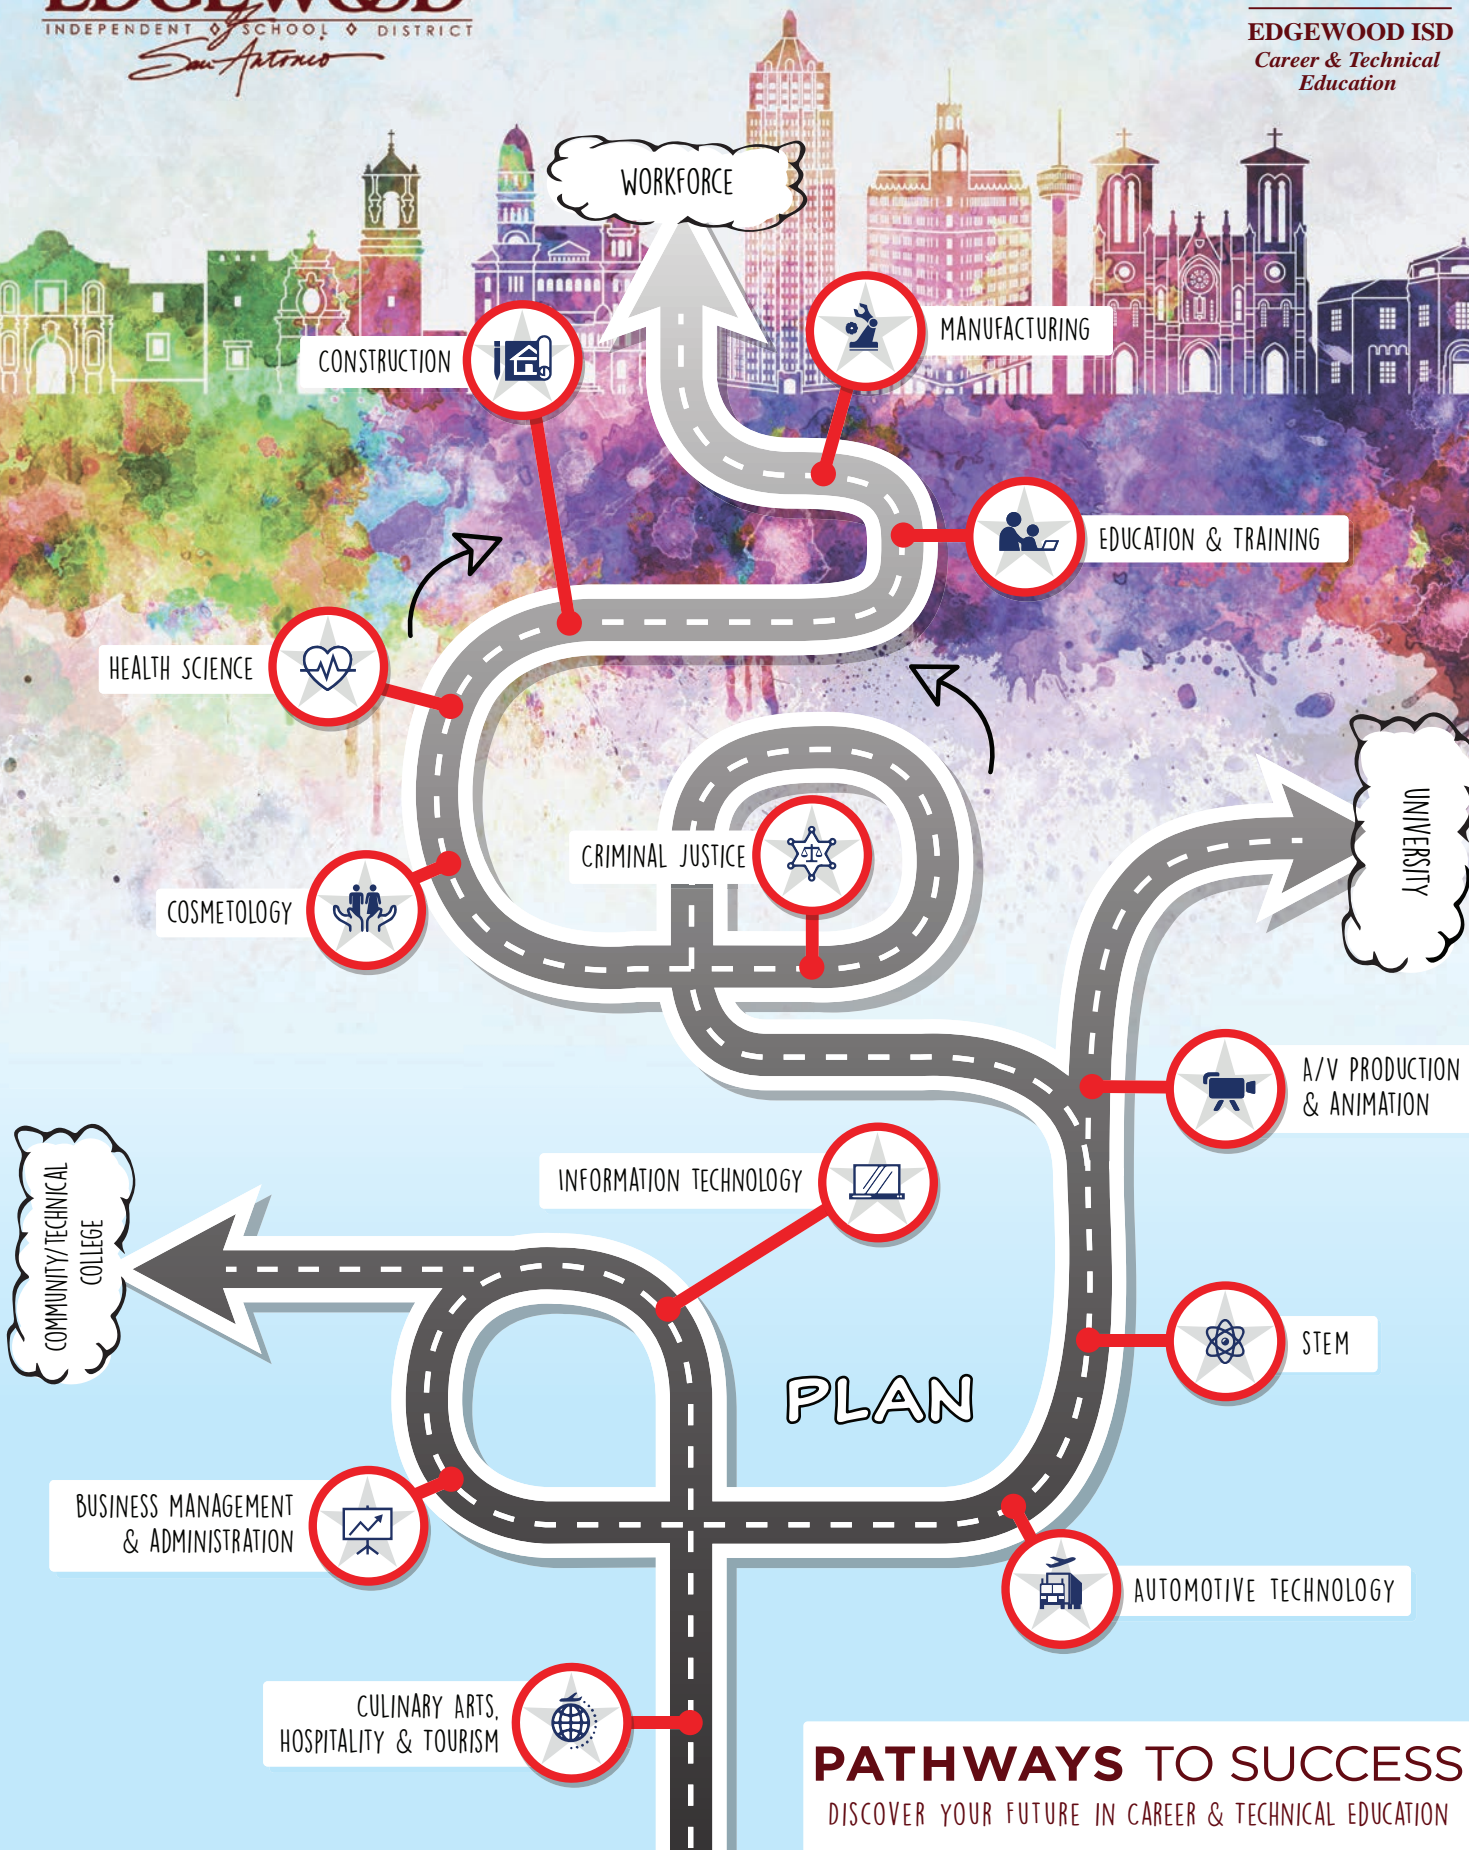 EDGEWOOD
INDEPENDENT OF SCHOOL DISTRICT
San Antonio
EDGEWOOD ISD
Career & Technical
Education
WORKFORCE
MANUFACTURING
CONSTRUCTION
EDUCATION & TRAINING
HEALTH SCIENCE
CRIMINAL JUSTICE
COSMETOLOGY
UNIVERSITY
A/V PRODUCTION
& ANIMATION
COMMUNITY/TECHNICAL
COLLEGE
INFORMATION TECHNOLOGY
STEM
PLAN
BUSINESS MANAGEMENT
& ADMINISTRATION
AUTOMOTIVE TECHNOLOGY
CULINARY ARTS,
HOSPITALITY & TOURISM
PATHWAYS TO SUCCESS
DISCOVER YOUR FUTURE IN CAREER & TECHNICAL EDUCATION